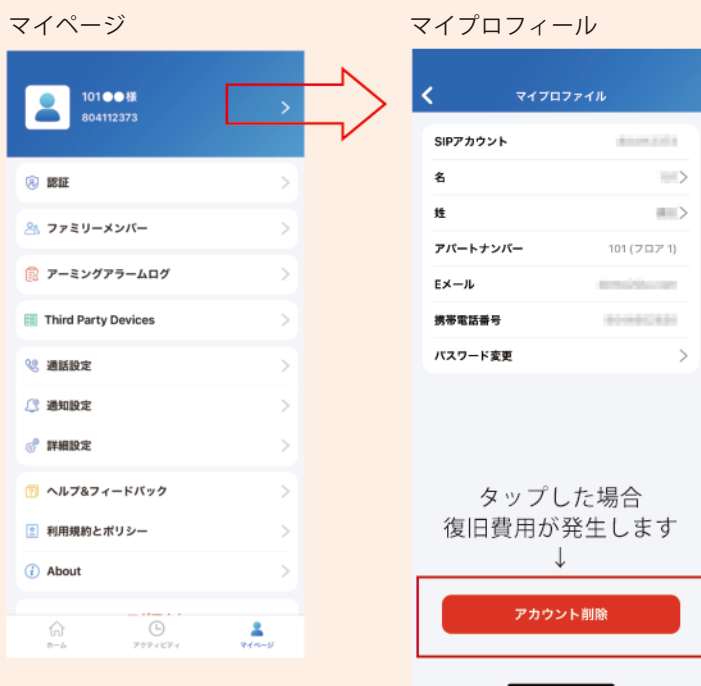 マイページ
101●●様
804112373
認証
ファミリーメンバー
アーミングアラームログ
Third Party Devices
通話設定
通知設定
詳細設定
ヘルプ&フィードバック
利用規約とポリシー
About
ホーム
アクティビティ
マイページ
マイプロフィール
マイプロファイル
SIPアカウント
名
姓
アパートナンバー 101 (フロア 1)
Eメール
携帯電話番号
パスワード変更
タップした場合
復旧費用が発生します
↓
アカウント削除